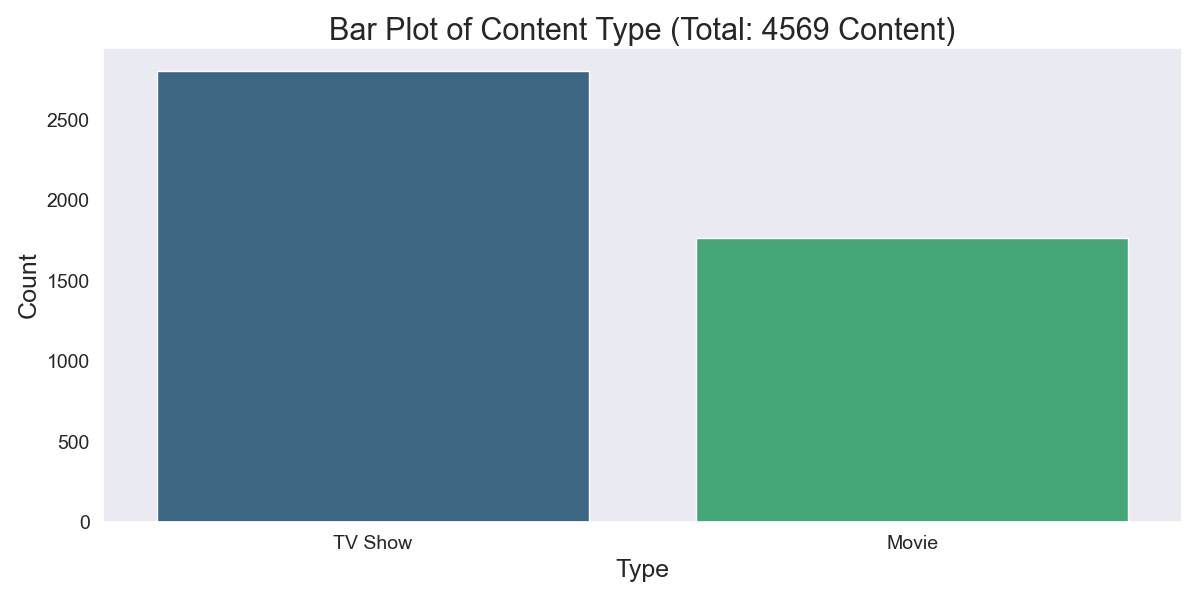 Bar Plot of Content Type (Total: 4569 Content)
2500
2000
1500
1000
500
0
Count
TV Show
Movie
Type